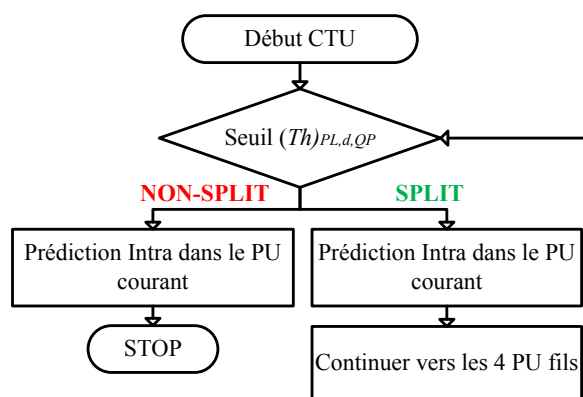 Début CTU
Seuil (Th)PL,d,QP
NON-SPLIT
SPLIT
Prédiction Intra dans le PU
courant
Prédiction Intra dans le PU
courant
STOP
Continuer vers les 4 PU fils